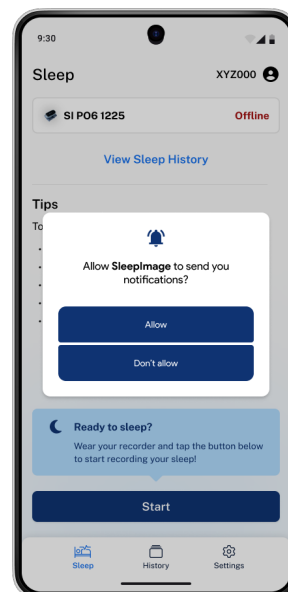 9:30
Sleep
XYZ000
SI PO6 1225
Offline
View Sleep History
Tips
To
Allow SleepImage to send you
notifications?
Allow
Don't allow
Ready to sleep?
Wear your recorder and tap the button below
to start recording your sleep!
Start
Sleep
History
Settings